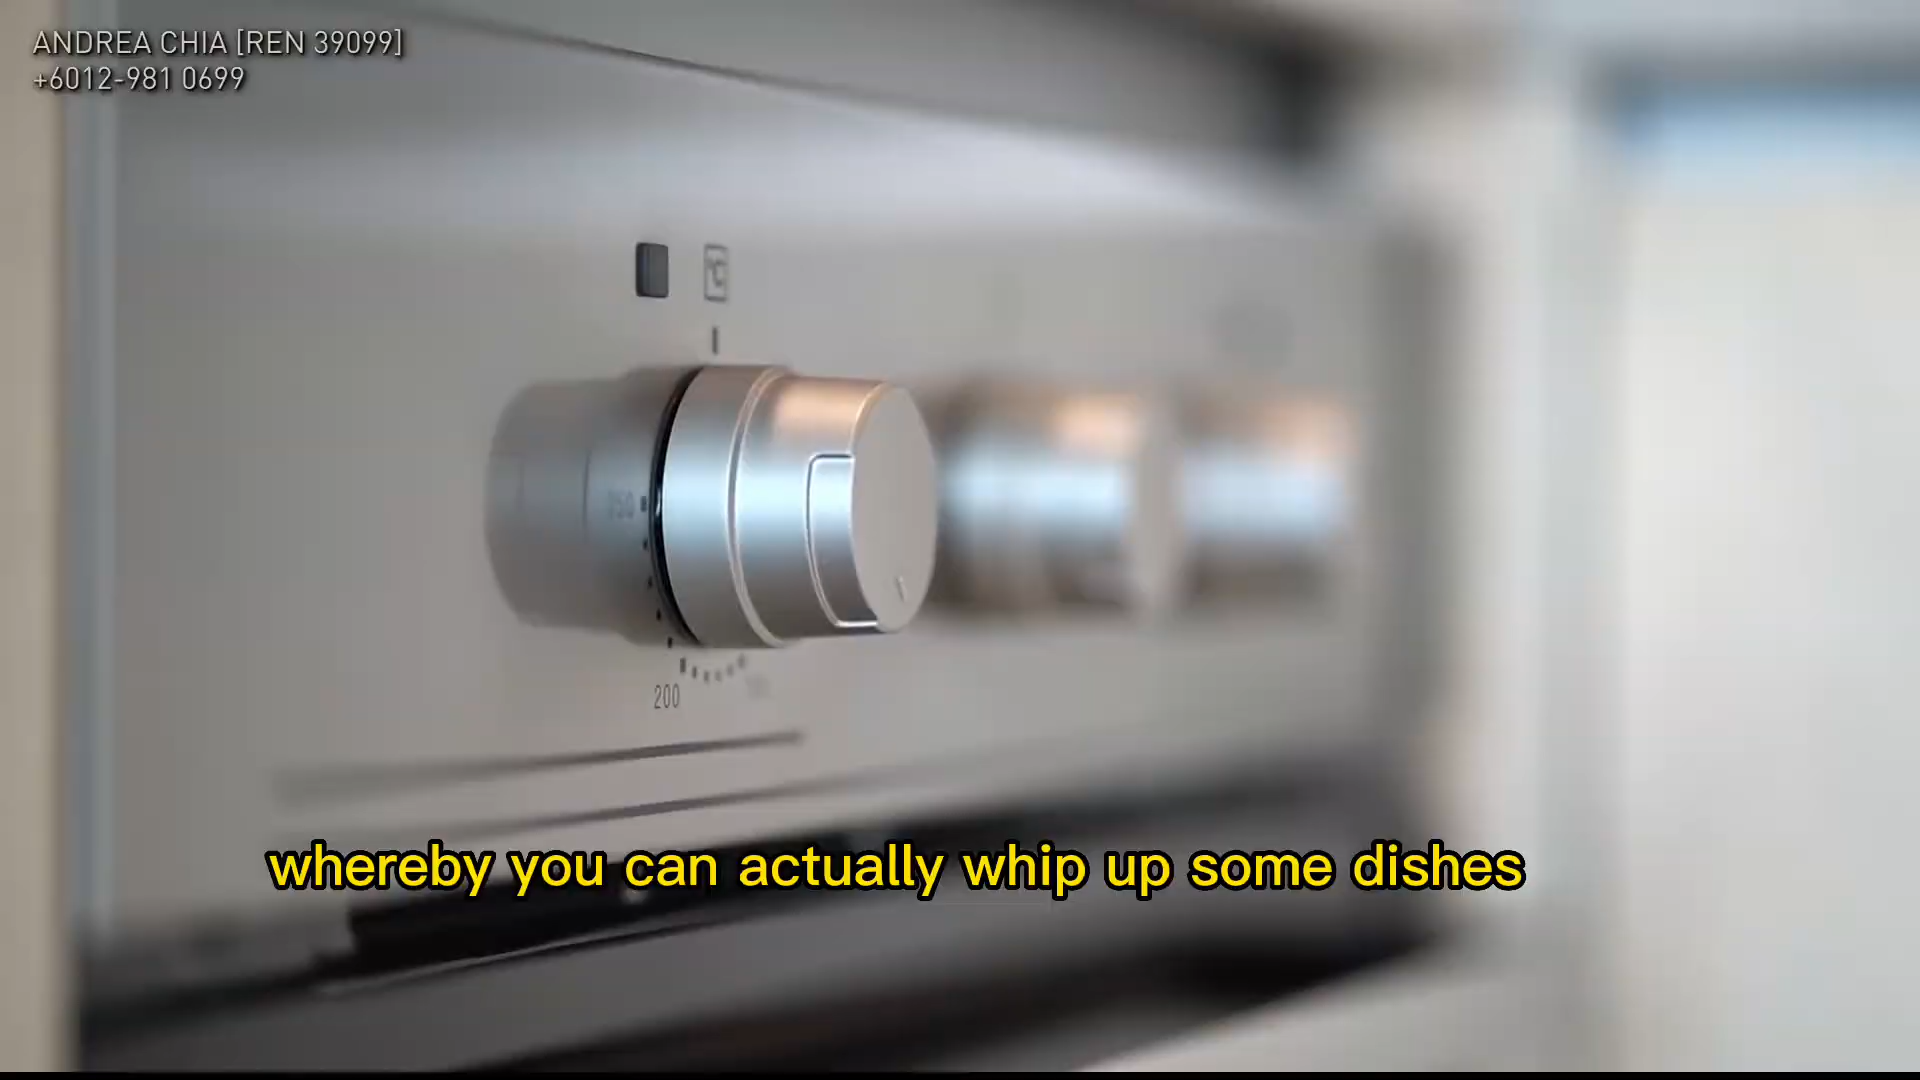 ANDREA CHIA [REN 39099]
+6012-981 0699
°C
200
whereby you can actually whip up some dishes